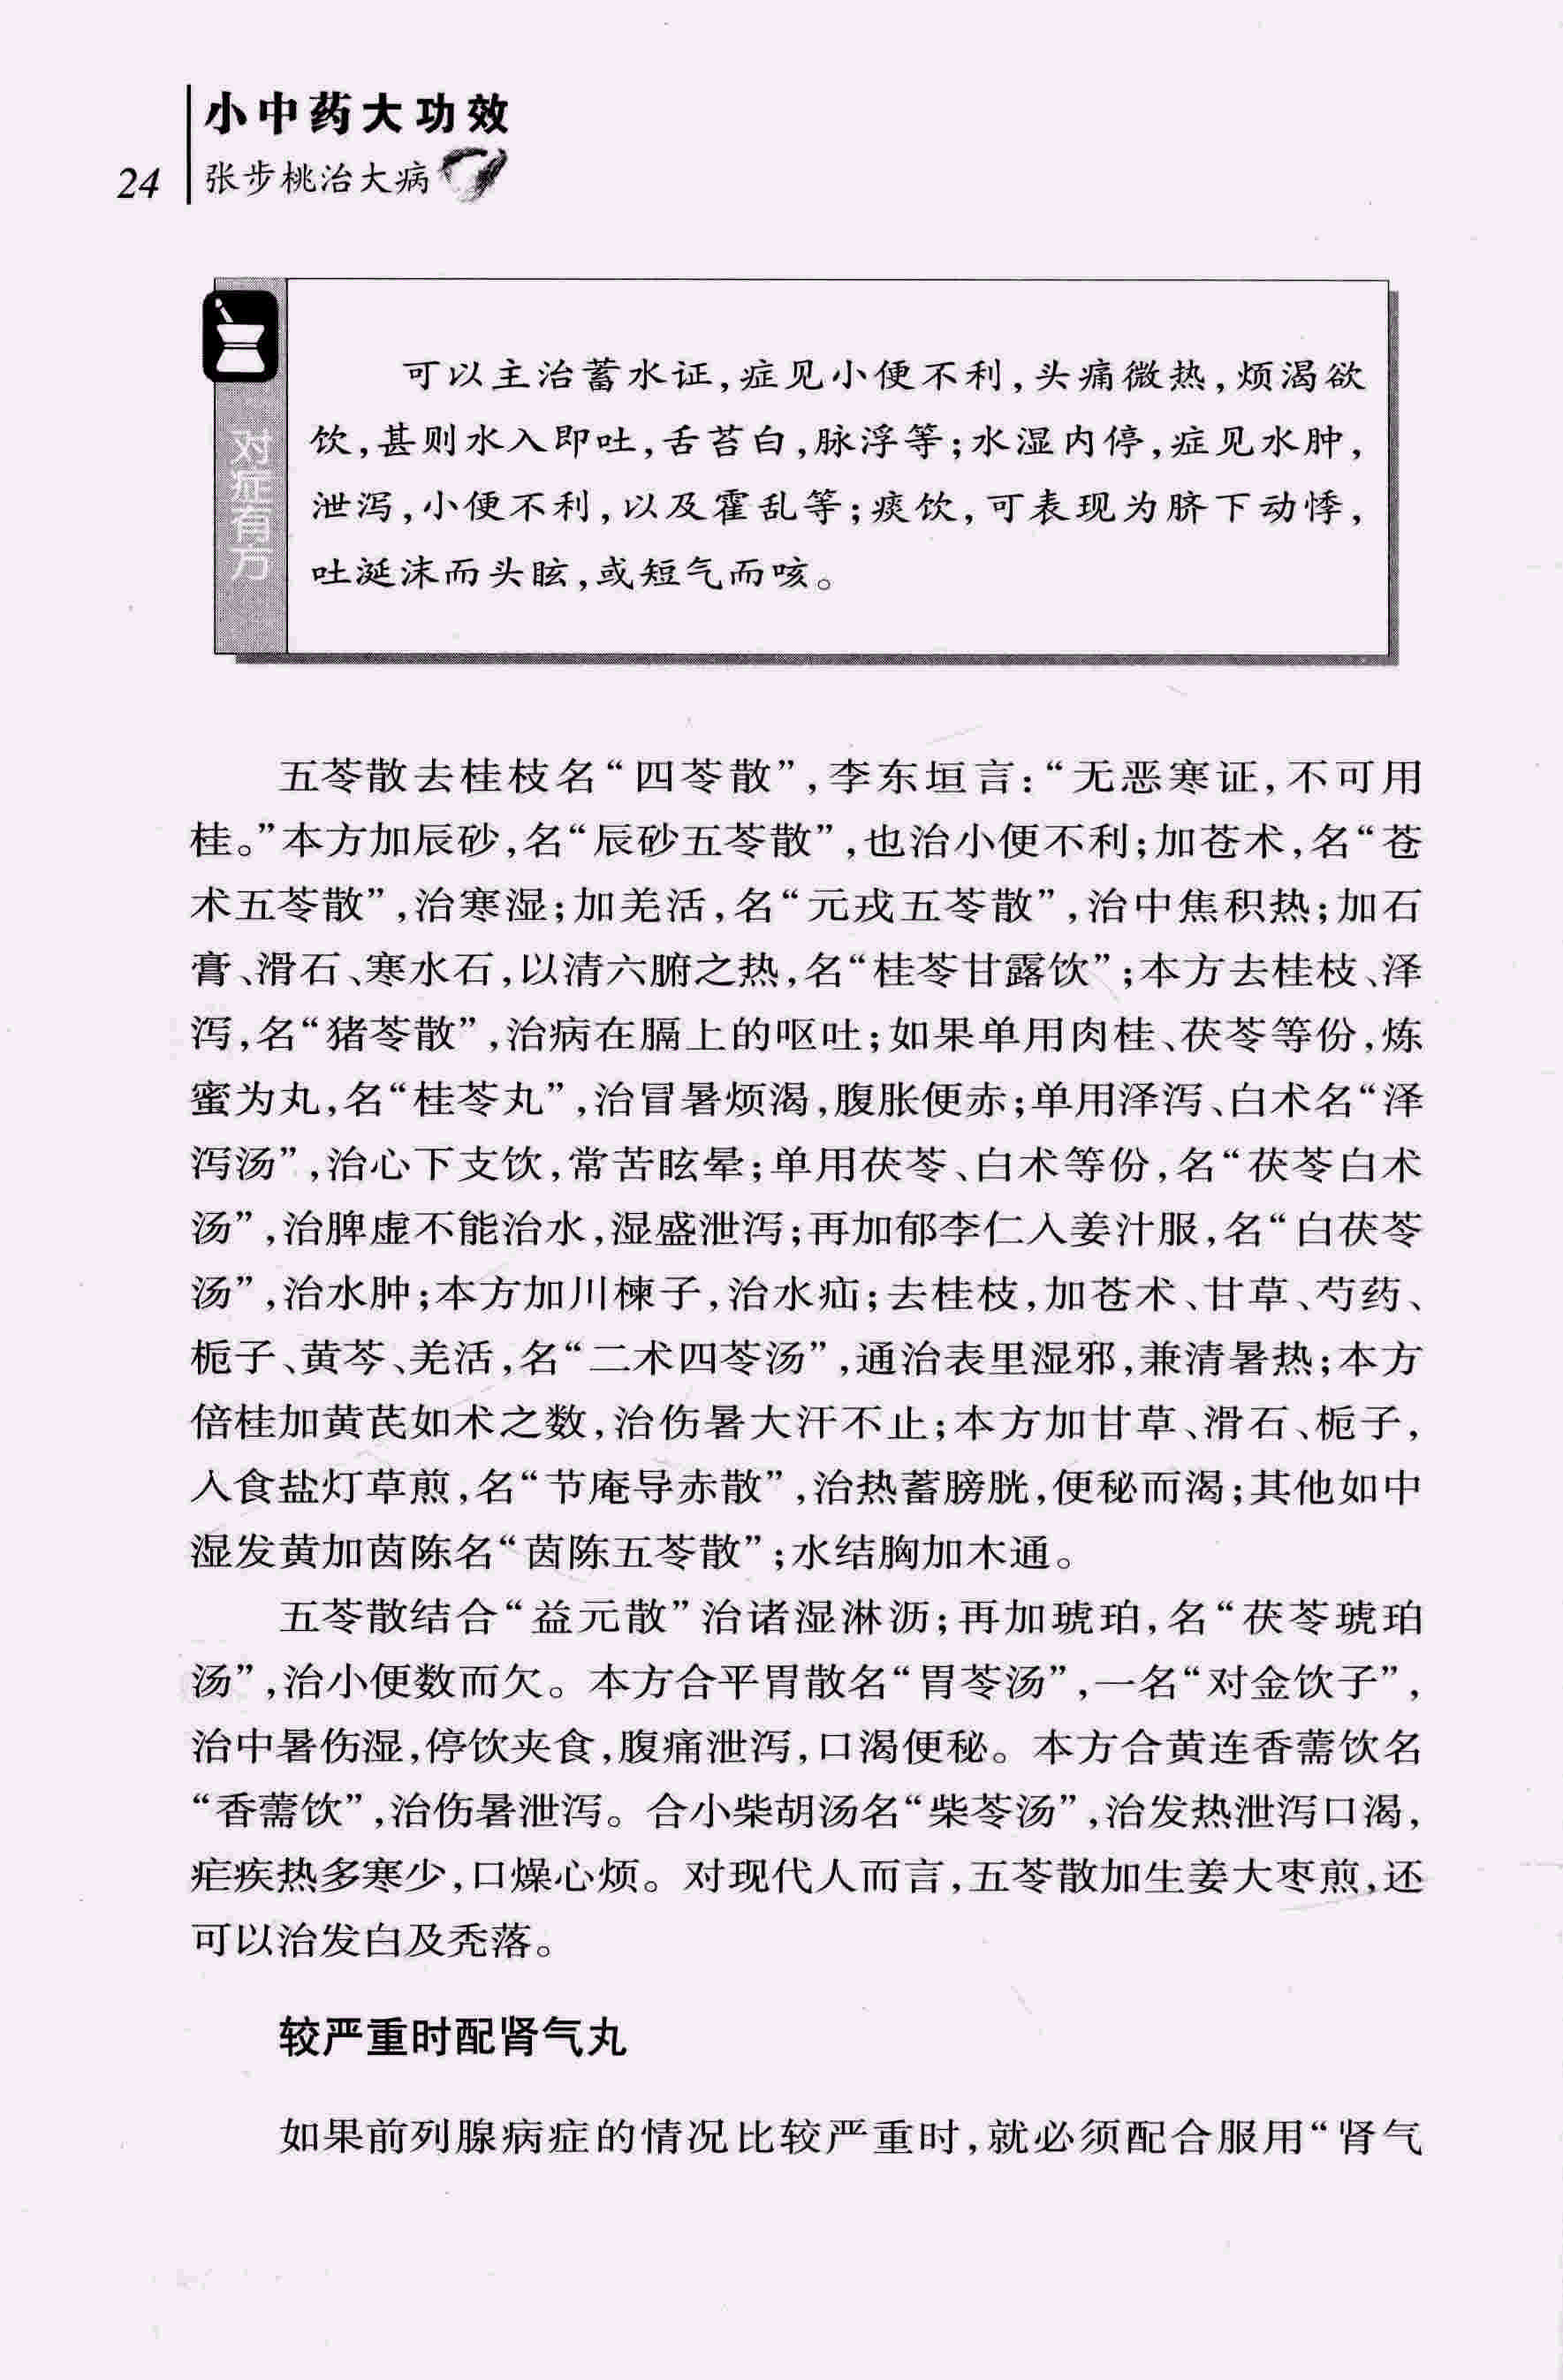 小中药大功效
24
张步桃治大病
对症有方
可以主治蓄水证,症见小便不利,头痛微热,烦渴欲
饮,甚则水入即吐,舌苔白,脉浮等;水湿内停,症见水肿,
泄泻,小便不利,以及霍乱等;痰饮,可表现为脐下动悸,
吐涎沫而头眩,或短气而咳。
五苓散去桂枝名“四苓散”,李东垣言:“无恶寒证,不可用
桂。”本方加辰砂,名“辰砂五苓散”,也治小便不利;加苍术,名“苍
术五苓散”,治寒湿;加羌活,名“元戎五苓散”,治中焦积热;加石
膏、滑石、寒水石,以清六腑之热,名“桂苓甘露饮”;本方去桂枝、泽
泻,名“猪苓散”,治病在膈上的呕吐;如果单用肉桂、茯苓等份,炼
蜜为丸,名“桂苓丸”,治冒暑烦渴,腹胀便赤;单用泽泻、白术名“泽
泻汤”,治心下支饮,常苦眩晕;单用茯苓、白术等份,名“茯苓白术
汤”,治脾虚不能治水,湿盛泄泻;再加郁李仁入姜汁服,名“白茯苓
汤”,治水肿;本方加川楝子,治水疝;去桂枝,加苍术、甘草、芍药、
栀子、黄芩、羌活,名“二术四苓汤”,通治表里湿邪,兼清暑热;本方
倍桂加黄芪如术之数,治伤暑大汗不止;本方加甘草、滑石、栀子,
入食盐灯草煎,名“节庵导赤散”,治热蓄膀胱,便秘而渴;其他如中
湿发黄加茵陈名“茵陈五苓散”;水结胸加木通。
五苓散结合“益元散”治诸湿淋沥;再加琥珀,名“茯苓琥珀
汤”,治小便数而欠。本方合平胃散名“胃苓汤”,一名“对金饮子”,
治中暑伤湿,停饮夹食,腹痛泄泻,口渴便秘。本方合黄连香薷饮名
“香薷饮”,治伤暑泄泻。合小柴胡汤名“柴苓汤”,治发热泄泻口渴,
疟疾热多寒少,口燥心烦。对现代人而言,五苓散加生姜大枣煎,还
可以治发白及秃落。
较严重时配肾气丸
如果前列腺病症的情况比较严重时,就必须配合服用“肾气